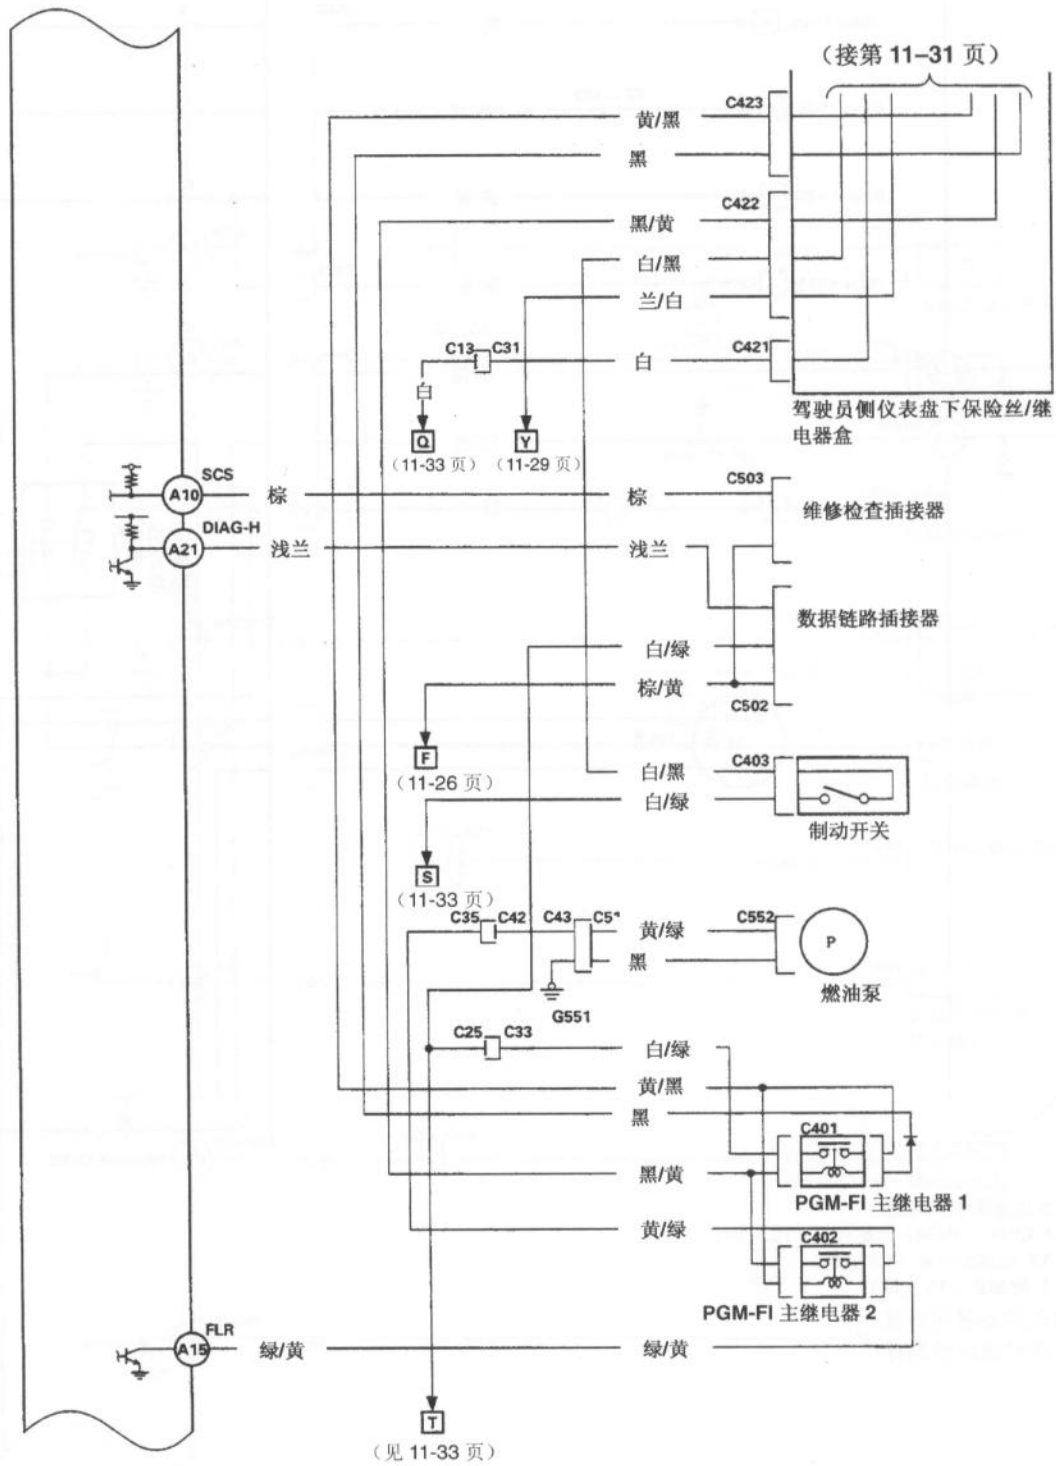 （接第 11–31 页）
C423
黄/黑
黑
C422
黑/黄
白/黑
兰/白
C13 C31
白
C421
白
驾驶员侧仪表盘下保险丝/继
电器盒
Q
Y
（11-33 页）
（11-29 页）
SCS
A10
棕
棕
C503
维修检查插接器
DIAG-H
A21
浅兰
浅兰
数据链路插接器
白/绿
棕/黄
C502
F
（11-26 页）
白/黑
C403
白/绿
制动开关
S
（11-33 页）
C35 C42 C43
黄/绿
C552
P
黑
燃油泵
G551
C25 C33
白/绿
黄/黑
黑
C401
黑/黄
PGM-FI 主继电器 1
黄/绿
C402
PGM-FI 主继电器 2
FLR
A15
绿/黄
绿/黄
T
（见 11-33 页）